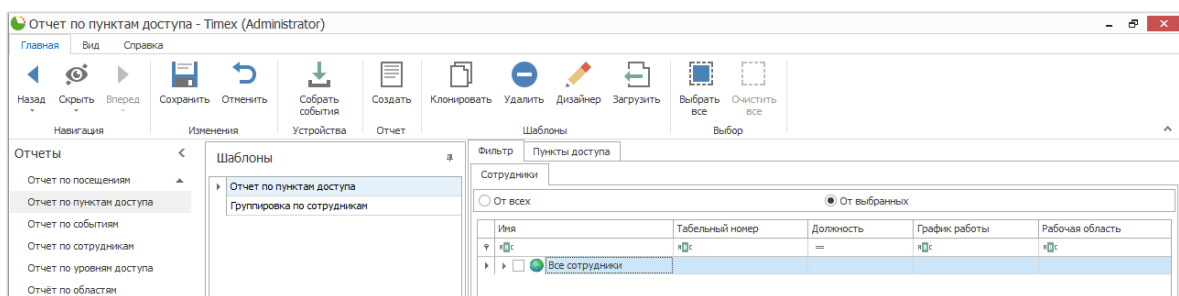 Отчет по пунктам доступа - Timex (Administrator)
Главная Вид Справка
Назад Скрыть Вперед Сохранить Отменить Собрать события Создать Клонировать Удалить Дизайнер Загрузить Выбрать все Очистить все
Навигация Изменения Устройства Отчет Шаблоны Выбор
Отчеты
Отчет по посещениям
Отчет по пунктам доступа
Отчет по событиям
Отчет по сотрудникам
Отчет по уровням доступа
Отчёт по областям
Шаблоны
Отчет по пунктам доступа
Группировка по сотрудникам
Фильтр Пункты доступа
Сотрудники
От всех От выбранных
Имя Табельный номер Должность График работы Рабочая область
Все сотрудники